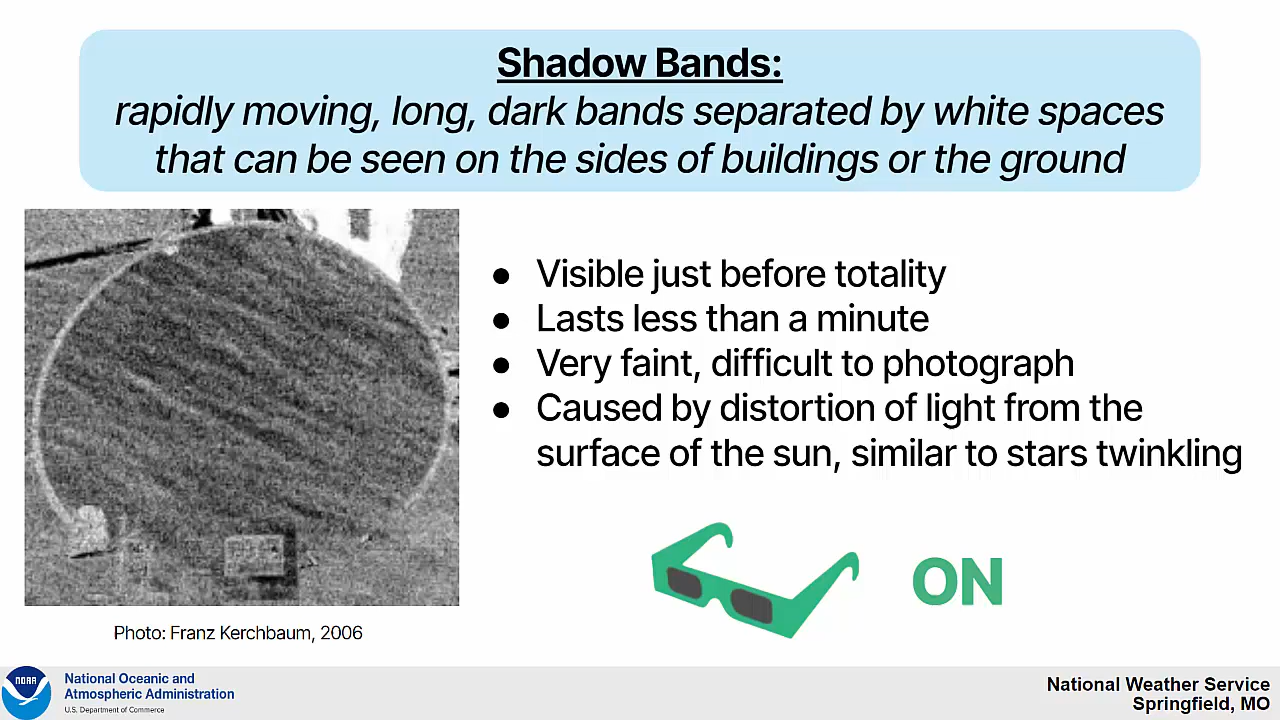 Shadow Bands:
rapidly moving, long, dark bands separated by white spaces
that can be seen on the sides of buildings or the ground
● Visible just before totality
● Lasts less than a minute
● Very faint, difficult to photograph
● Caused by distortion of light from the
surface of the sun, similar to stars twinkling
ON
Photo: Franz Kerchbaum, 2006
NOAA
National Oceanic and
Atmospheric Administration
U.S. Department of Commerce
National Weather Service
Springfield, MO